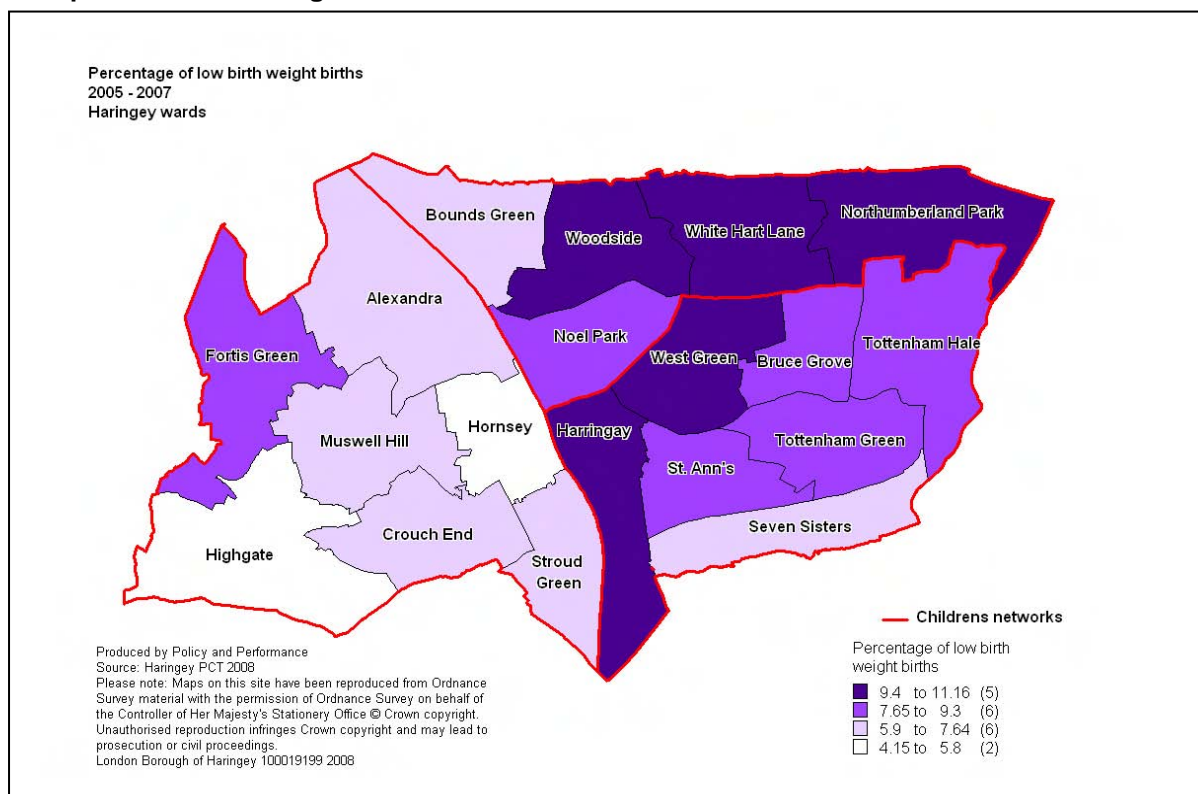 Percentage of low birth weight births
2005 - 2007
Haringey wards
Bounds Green
Woodside
White Hart Lane
Northumberland Park
Alexandra
Fortis Green
Noel Park
West Green
Bruce Grove
Tottenham Hale
Muswell Hill
Hornsey
Harringay
Tottenham Green
St. Ann's
Seven Sisters
Crouch End
Highgate
Stroud
Green
Childrens networks
Percentage of low birth
weight births
9.4 to 11.16 (5)
7.65 to 9.3 (6)
5.9 to 7.64 (6)
4.15 to 5.8 (2)
Produced by Policy and Performance
Source: Haringey PCT 2008
Please note: Maps on this site have been reproduced from Ordnance
Survey material with the permission of Ordnance Survey on behalf of
the Controller of Her Majesty's Stationery Office © Crown copyright.
Unauthorised reproduction infringes Crown copyright and may lead to
prosecution or civil proceedings.
London Borough of Haringey 100019199 2008